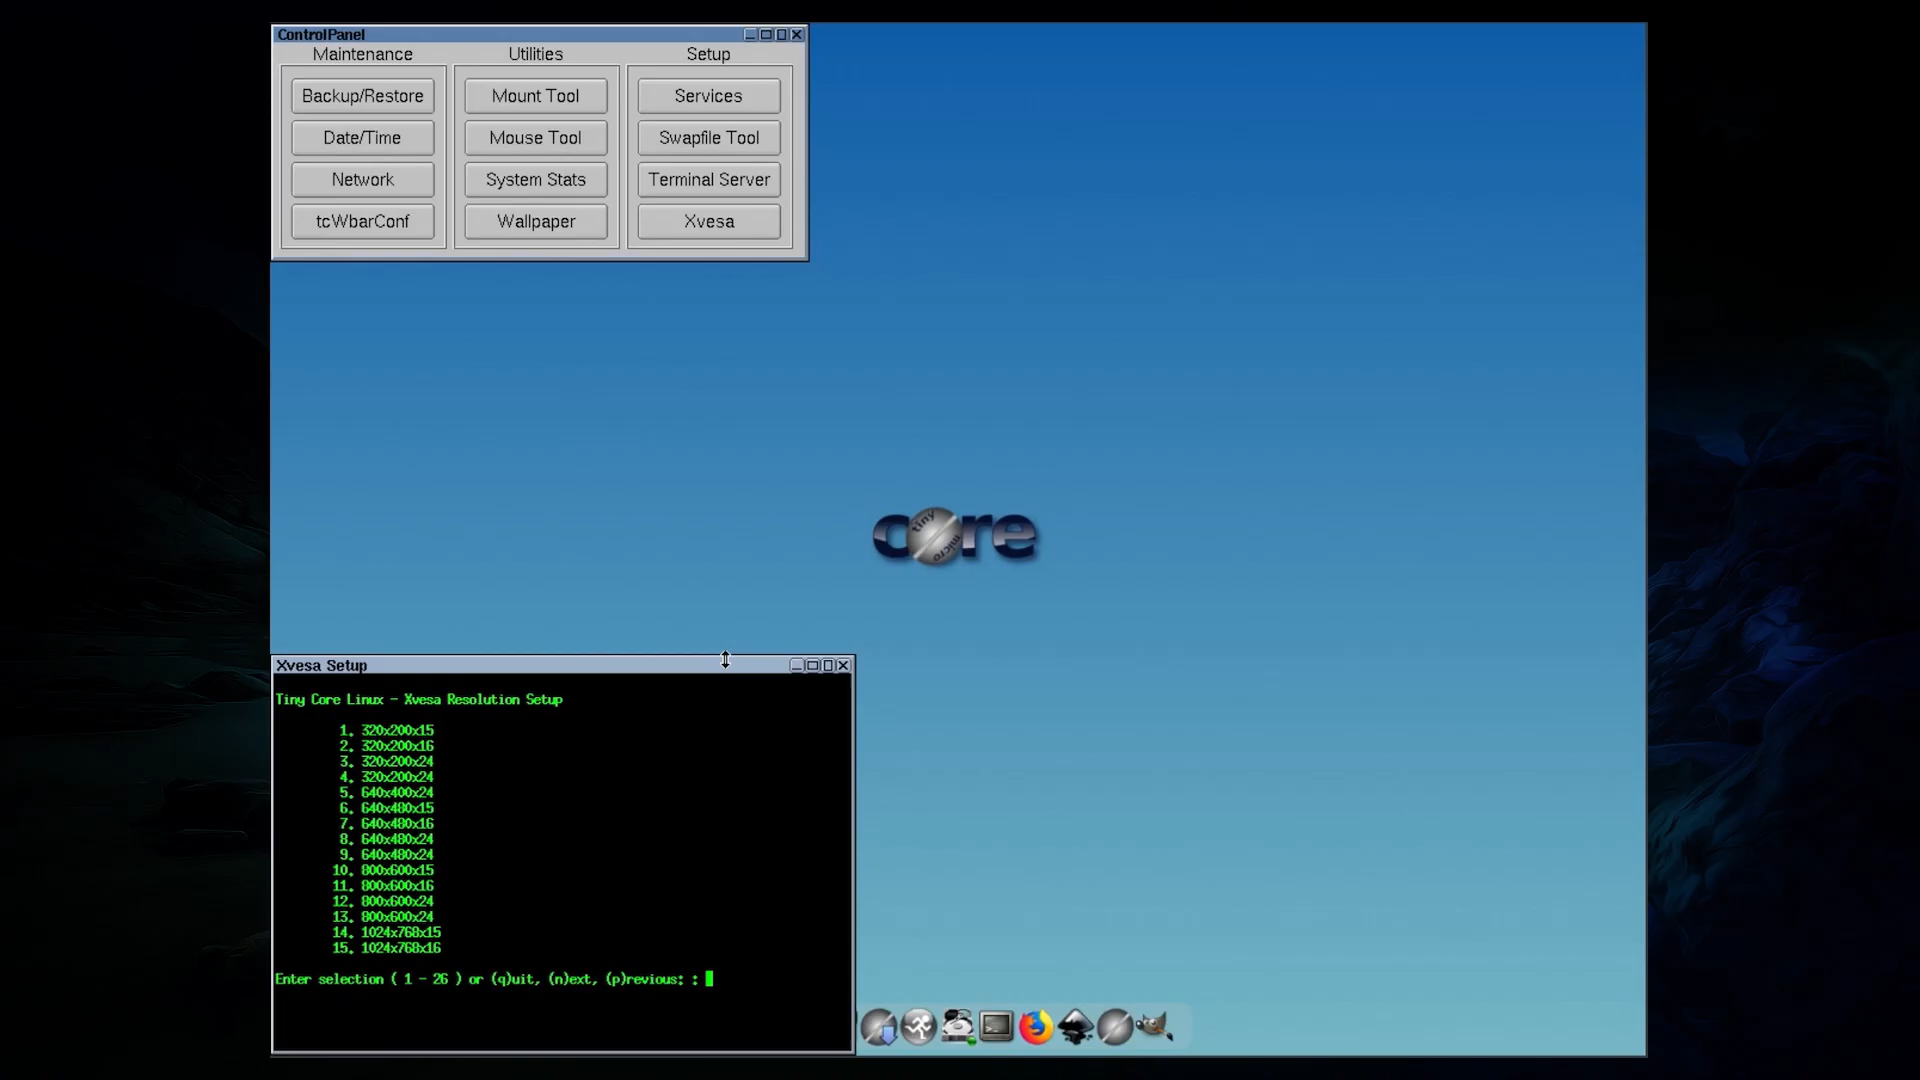 ControlPanel
Maintenance Utilities Setup
Backup/Restore Mount Tool Services
Date/Time Mouse Tool Swapfile Tool
Network System Stats Terminal Server
tcWbarConf Wallpaper Xvesa
core
tiny
micro
Xvesa Setup
Tiny Core Linux - Xvesa Resolution Setup
1. 320x200x15
2. 320x200x16
3. 320x200x24
4. 320x200x24
5. 640x400x24
6. 640x480x15
7. 640x480x16
8. 640x480x24
9. 640x480x24
10. 800x600x15
11. 800x600x16
12. 800x600x24
13. 800x600x24
14. 1024x768x15
15. 1024x768x16
Enter selection ( 1 - 26 ) or (q)uit, (n)ext, (p)revious: :